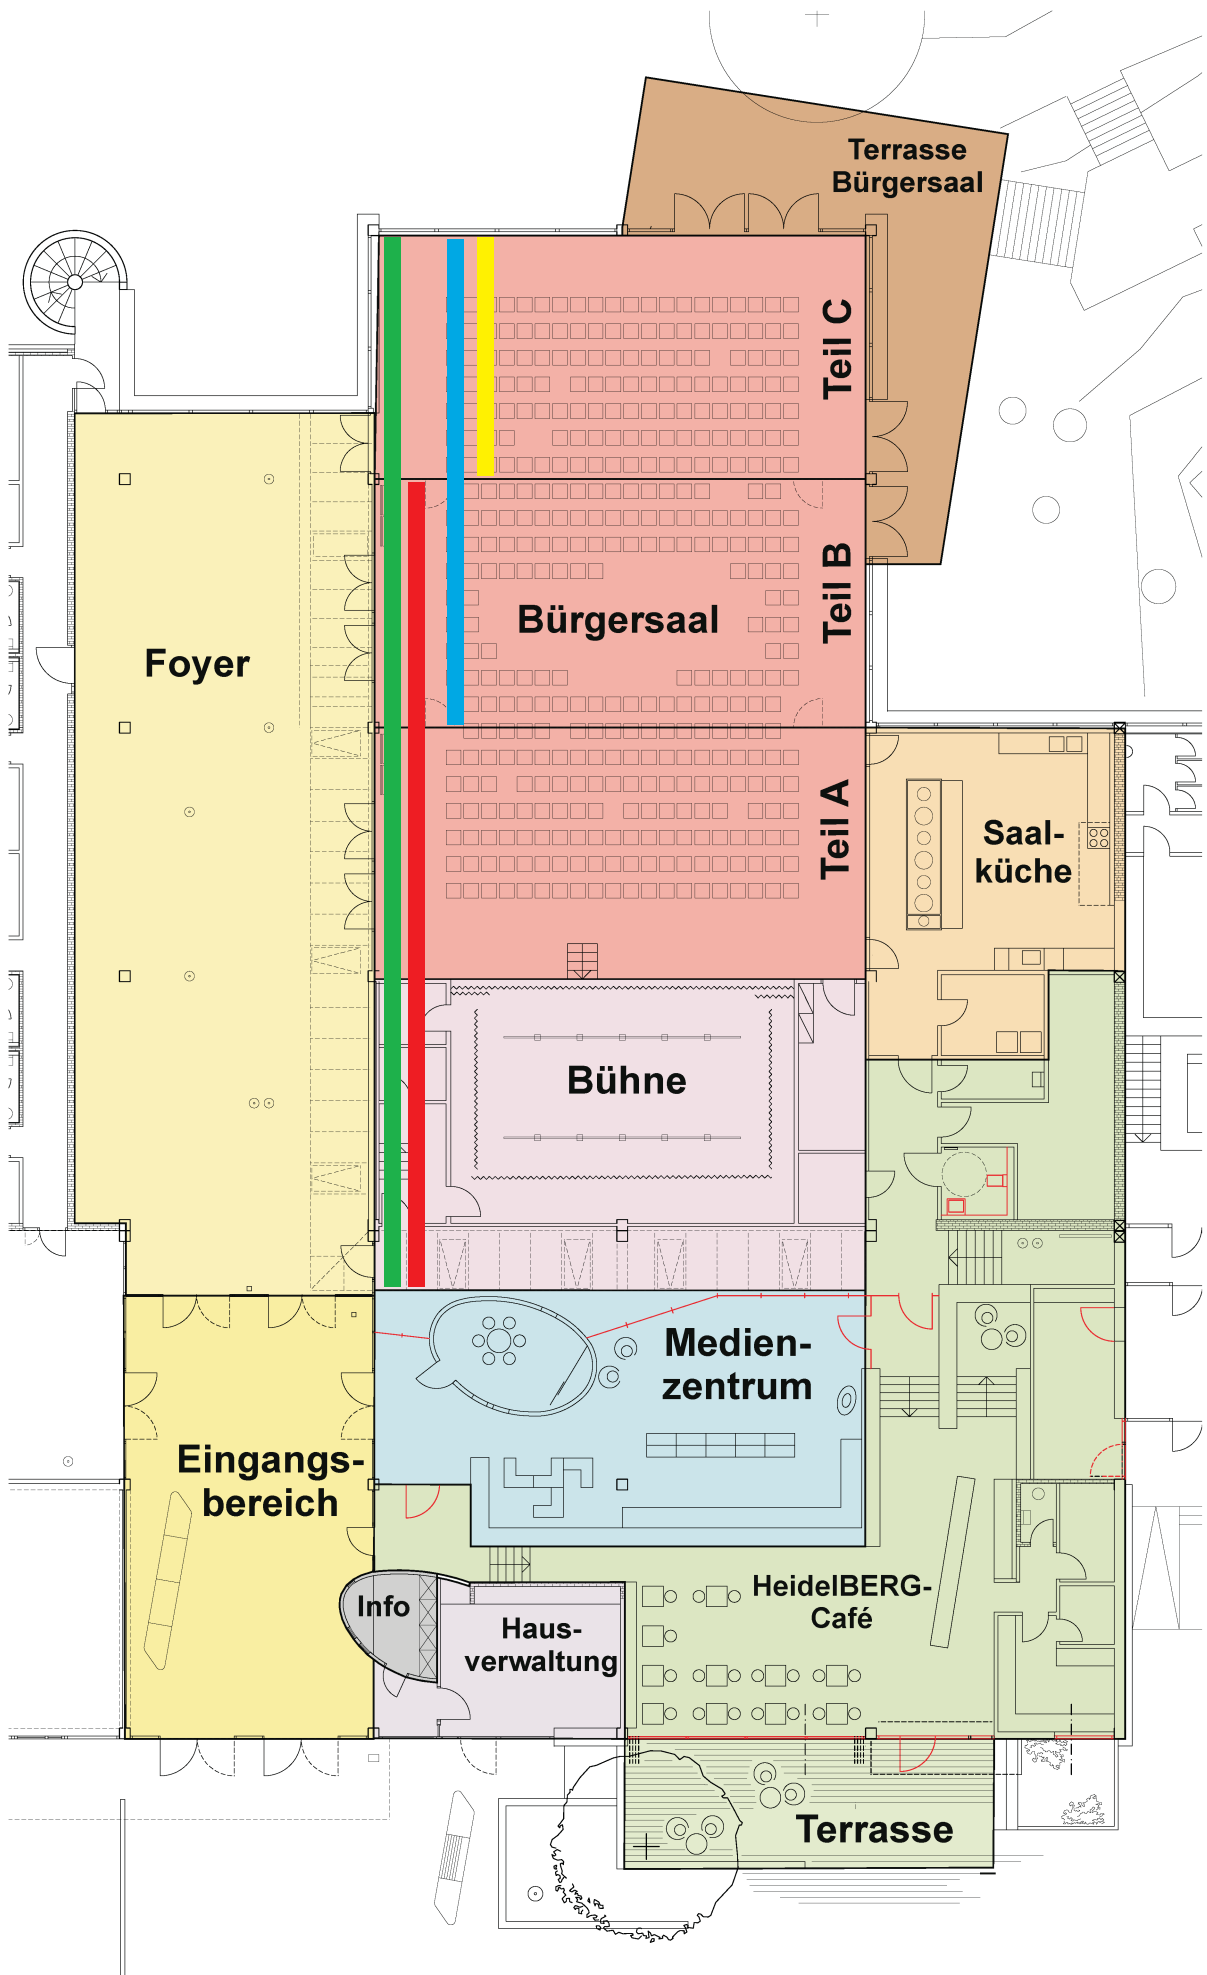 Terrasse
Bürgersaal
Teil C
Teil B
Bürgersaal
Foyer
Teil A
Saal-
küche
Bühne
Medien-
zentrum
Eingangs-
bereich
HeidelBERG-
Café
Info
Haus-
verwaltung
Terrasse